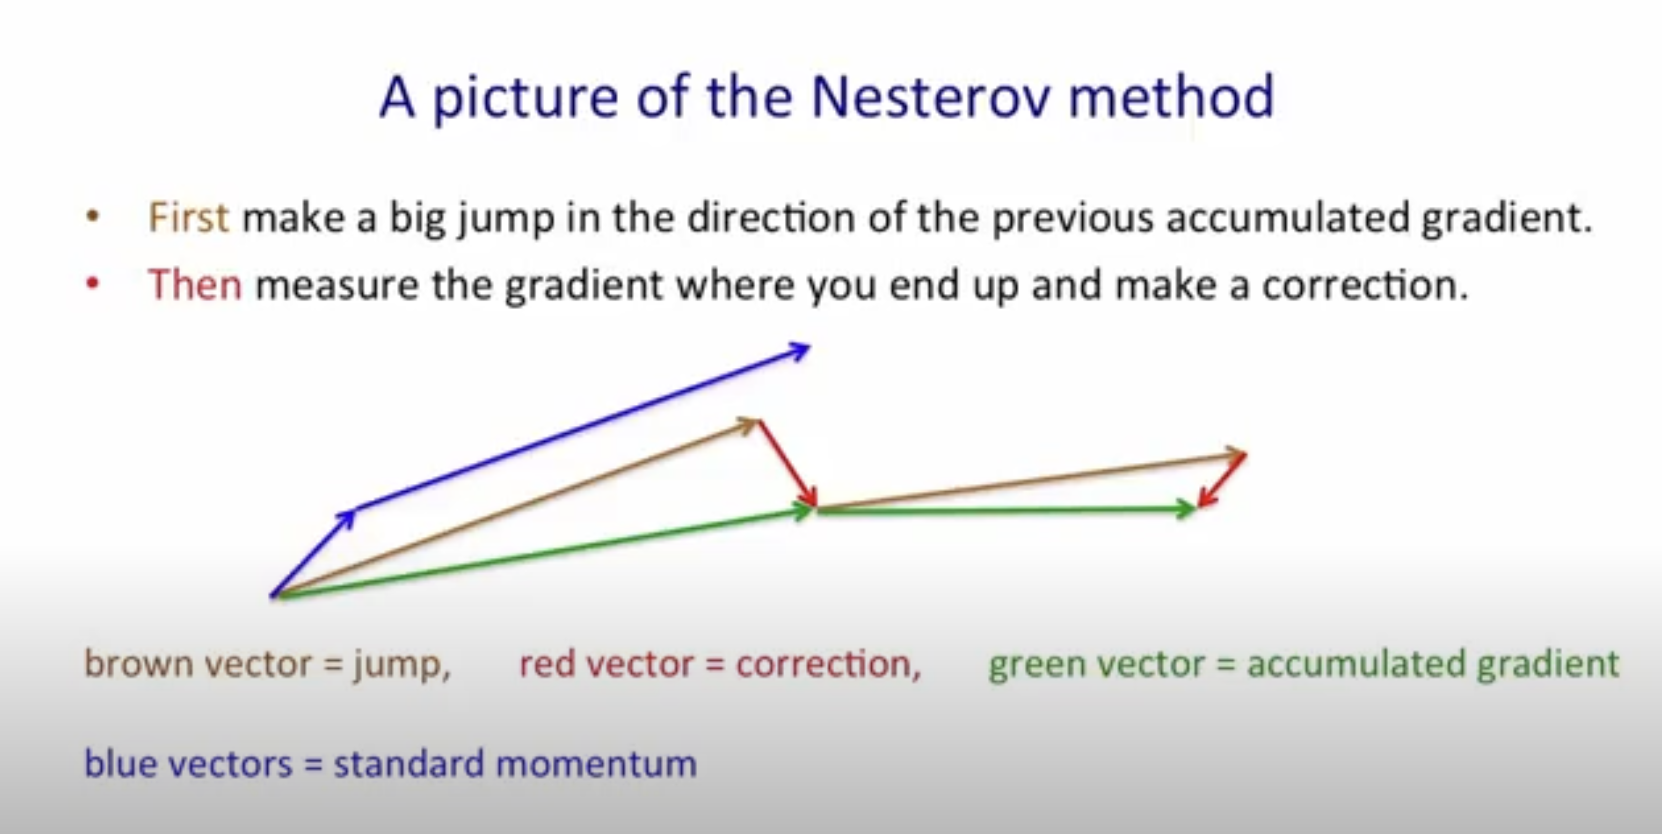 A picture of the Nesterov method
• First make a big jump in the direction of the previous accumulated gradient.
• Then measure the gradient where you end up and make a correction.
brown vector = jump, red vector = correction, green vector = accumulated gradient
blue vectors = standard momentum